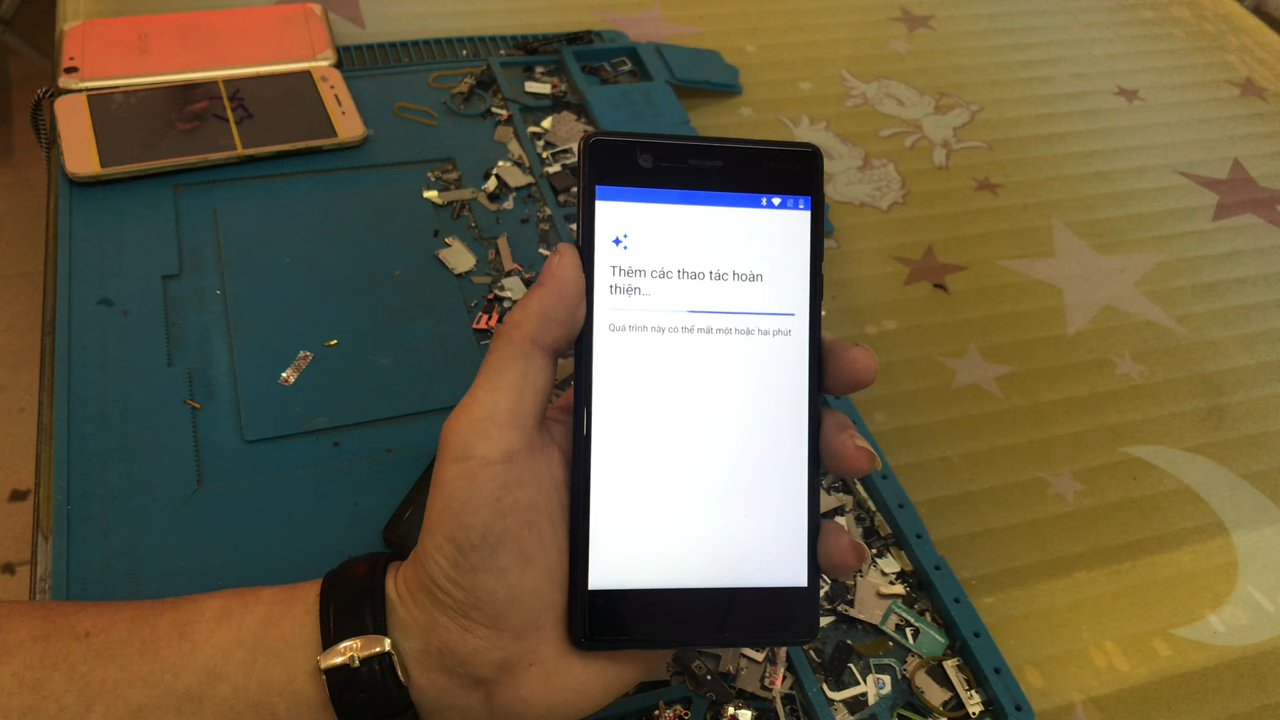 Thêm các thao tác hoàn
thiện...
Quá trình này có thể mất một hoặc hai phút